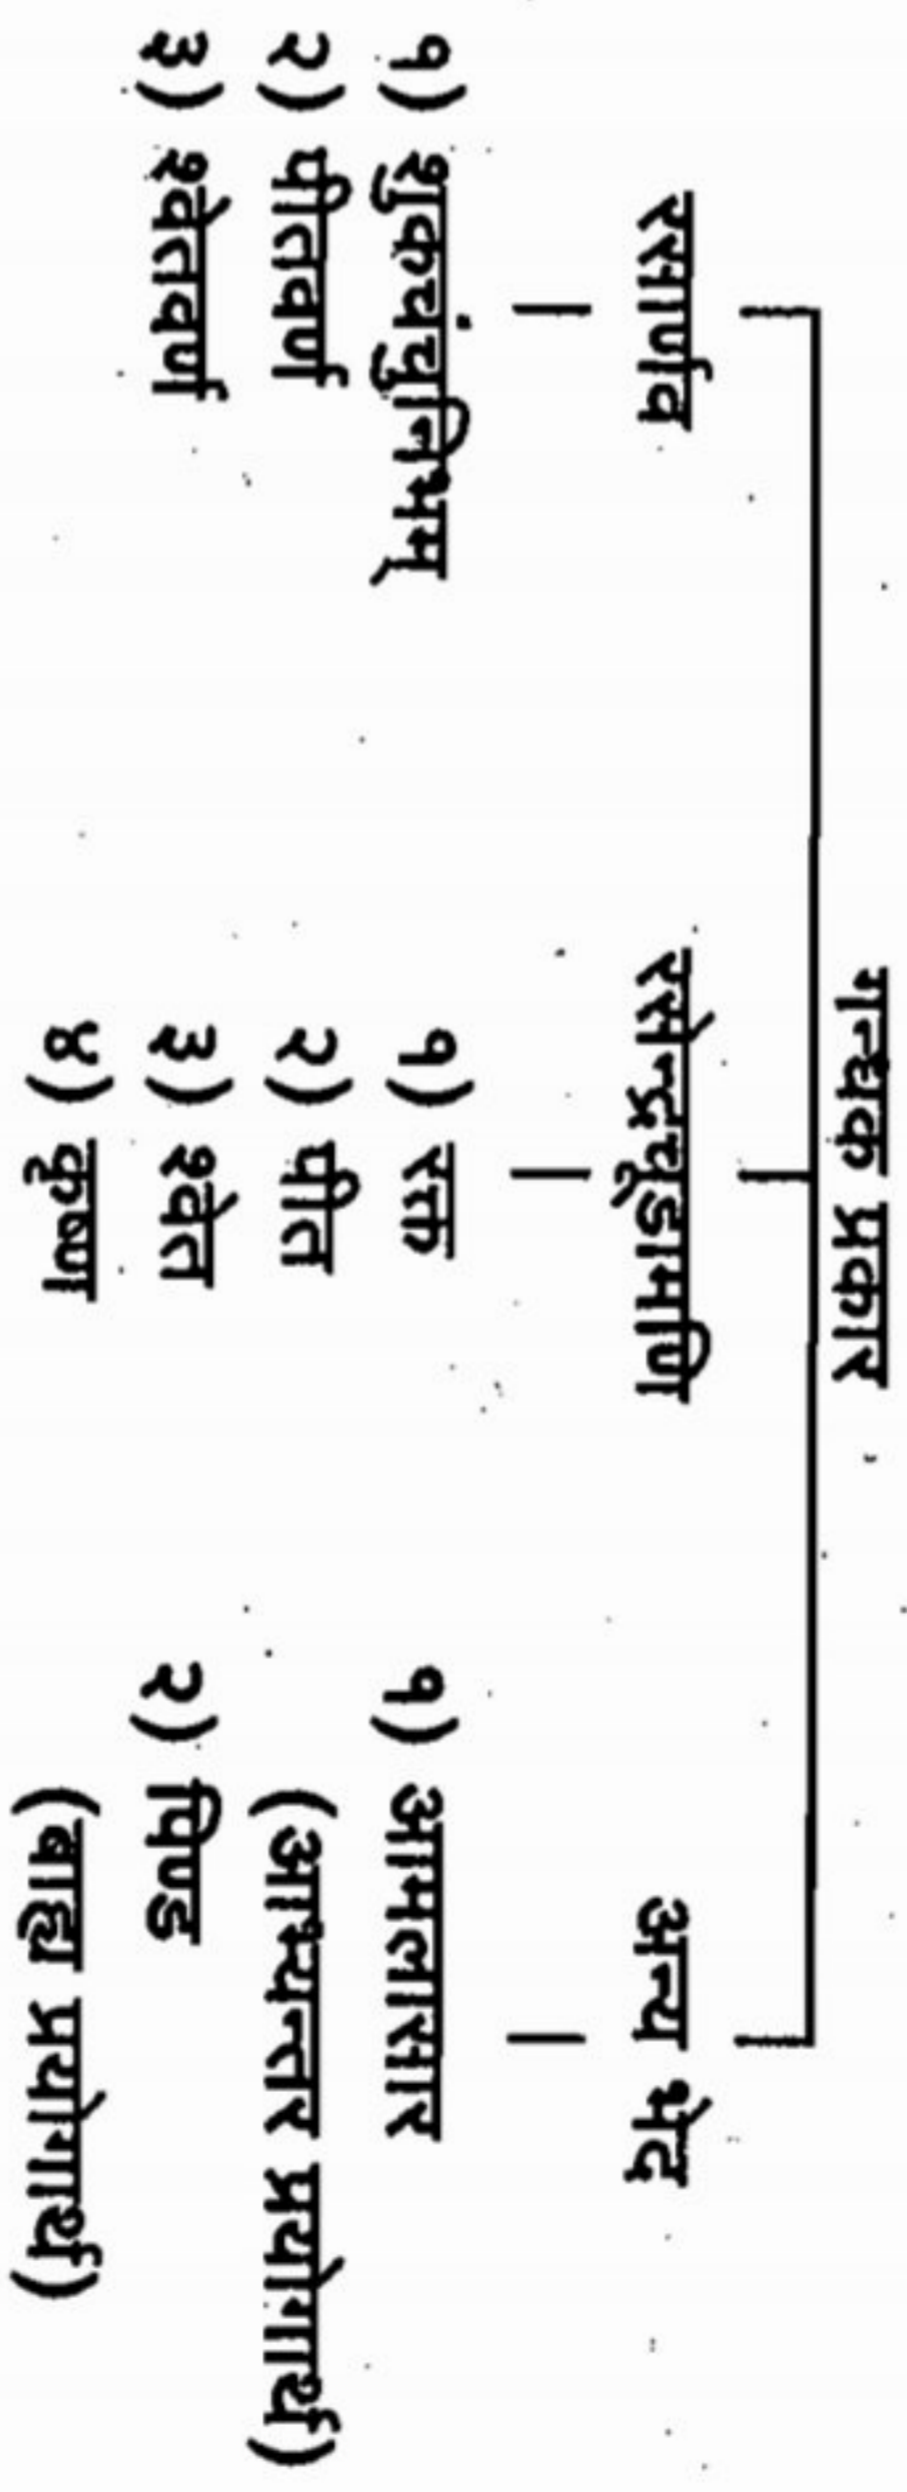 गन्धक प्रकार
रसार्णव
१) शुकचंचुनिभम्
२) पीतवर्ण
३) श्वेतवर्ण
रसेन्द्रचूडामणि
१) रक्त
२) पीत
३) श्वेत
४) कृष्ण
अन्य भेद
१) आमलासार
(आभ्यन्तर प्रयोगार्थ)
२) पिण्ड
(बाह्य प्रयोगार्थ)